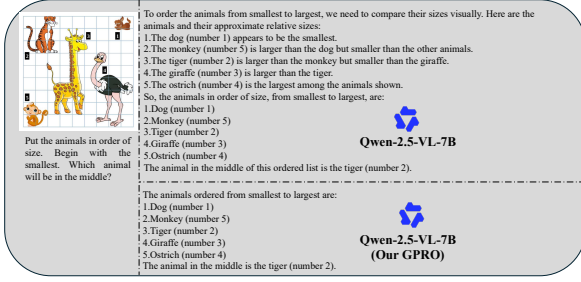 1
3
2
4
5
Put the animals in order of
size. Begin with the
smallest. Which animal
will be in the middle?
To order the animals from smallest to largest, we need to compare their sizes visually. Here are the
animals and their approximate relative sizes:
1.The dog (number 1) appears to be the smallest.
2.The monkey (number 5) is larger than the dog but smaller than the other animals.
3.The tiger (number 2) is larger than the monkey but smaller than the giraffe.
4.The giraffe (number 3) is larger than the tiger.
5.The ostrich (number 4) is the largest among the animals shown.
So, the animals in order of size, from smallest to largest, are:
1.Dog (number 1)
2.Monkey (number 5)
3.Tiger (number 2)
4.Giraffe (number 3)
5.Ostrich (number 4)
The animal in the middle of this ordered list is the tiger (number 2).
Qwen-2.5-VL-7B
The animals ordered from smallest to largest are:
1.Dog (number 1)
2.Monkey (number 5)
3.Tiger (number 2)
4.Giraffe (number 3)
5.Ostrich (number 4)
The animal in the middle is the tiger (number 2).
Qwen-2.5-VL-7B
(Our GPRO)